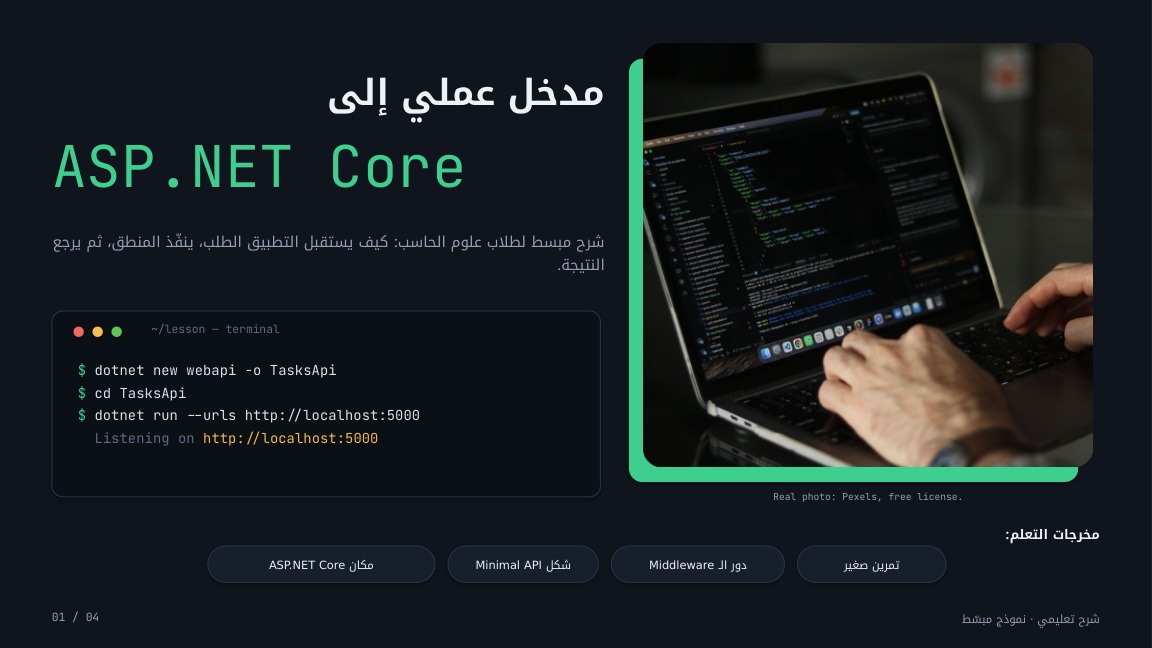 مدخل عملي إلى
ASP.NET Core
شرح مبسط لطلاب علوم الحاسب: كيف يستقبل التطبيق الطلب، ينفّذ المنطق، ثم يرجع
النتيجة.
~/lesson — terminal
$ dotnet new webapi -o TasksApi
$ cd TasksApi
$ dotnet run --urls http://localhost:5000
Listening on http://localhost:5000
Real photo: Pexels, free license.
مخرجات التعلم:
تمرين صغير
دور الـ Middleware
شكل Minimal API
مكان ASP.NET Core
شرح تعليمي · نموذج مبسّط
01 / 04